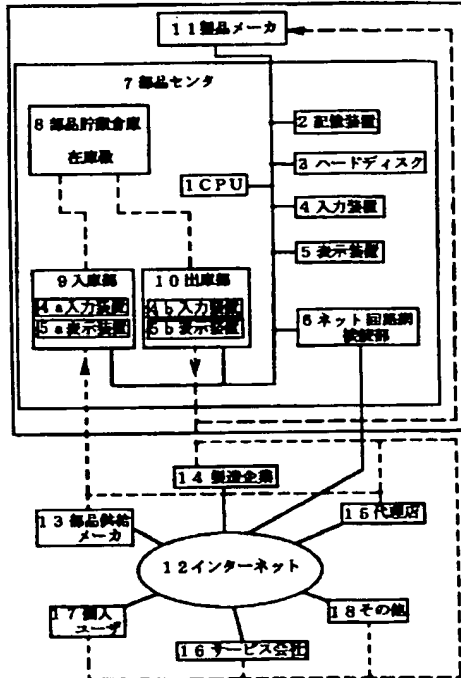 11製品メーカ
7部品センタ
8部品貯蔵倉庫
在庫数
2記憶装置
3ハードディスク
1CPU
4入力装置
5表示装置
9入庫部
4a入力装置
5a表示装置
10出庫部
4b入力装置
5b表示装置
6ネット回路網
接続部
14製造企業
13部品供給
メーカ
15代理店
12インターネット
17個人
ユーザ
18その他
16サービス会社